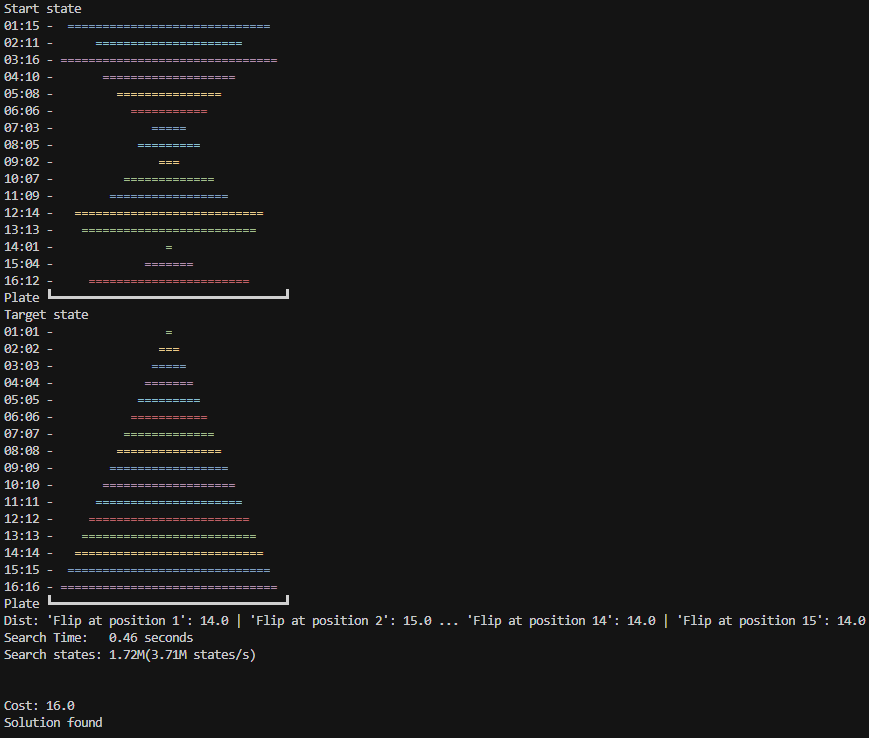 Start state
01:15 -  =============================
02:11 -      =====================
03:16 - ===============================
04:10 -       ===================
05:08 -         ===============
06:06 -           ===========
07:03 -              =====
08:05 -            =========
09:02 -               ===
10:07 -          =============
11:09 -        =================
12:14 -   ===========================
13:13 -    =========================
14:01 -                =
15:04 -             =======
16:12 -     =======================
Plate
Target state
01:01 -                =
02:02 -               ===
03:03 -              =====
04:04 -             =======
05:05 -            =========
06:06 -           ===========
07:07 -          =============
08:08 -         ===============
09:09 -        =================
10:10 -       ===================
11:11 -      =====================
12:12 -     =======================
13:13 -    =========================
14:14 -   ===========================
15:15 -  =============================
16:16 - ===============================
Plate
Dist: 'Flip at position 1': 14.0 | 'Flip at position 2': 15.0 ... 'Flip at position 14': 14.0 | 'Flip at position 15': 14.0
Search Time:   0.46 seconds
Search states: 1.72M(3.71M states/s)
Cost: 16.0
Solution found